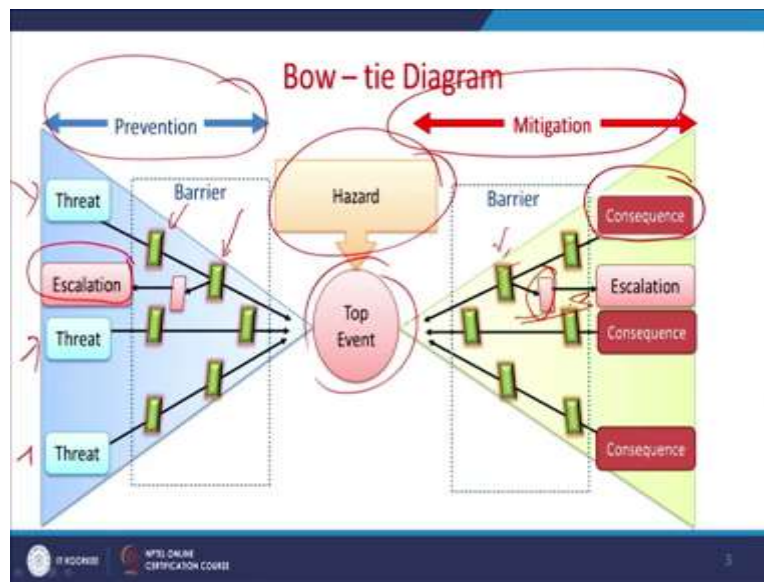 Bow – tie Diagram
Prevention
Mitigation
Threat
Barrier
Hazard
Barrier
Consequence
Escalation
Top
Event
Escalation
Threat
Consequence
Threat
Consequence
IIT ROORKEE
NPTEL ONLINE
CERTIFICATION COURSE
3